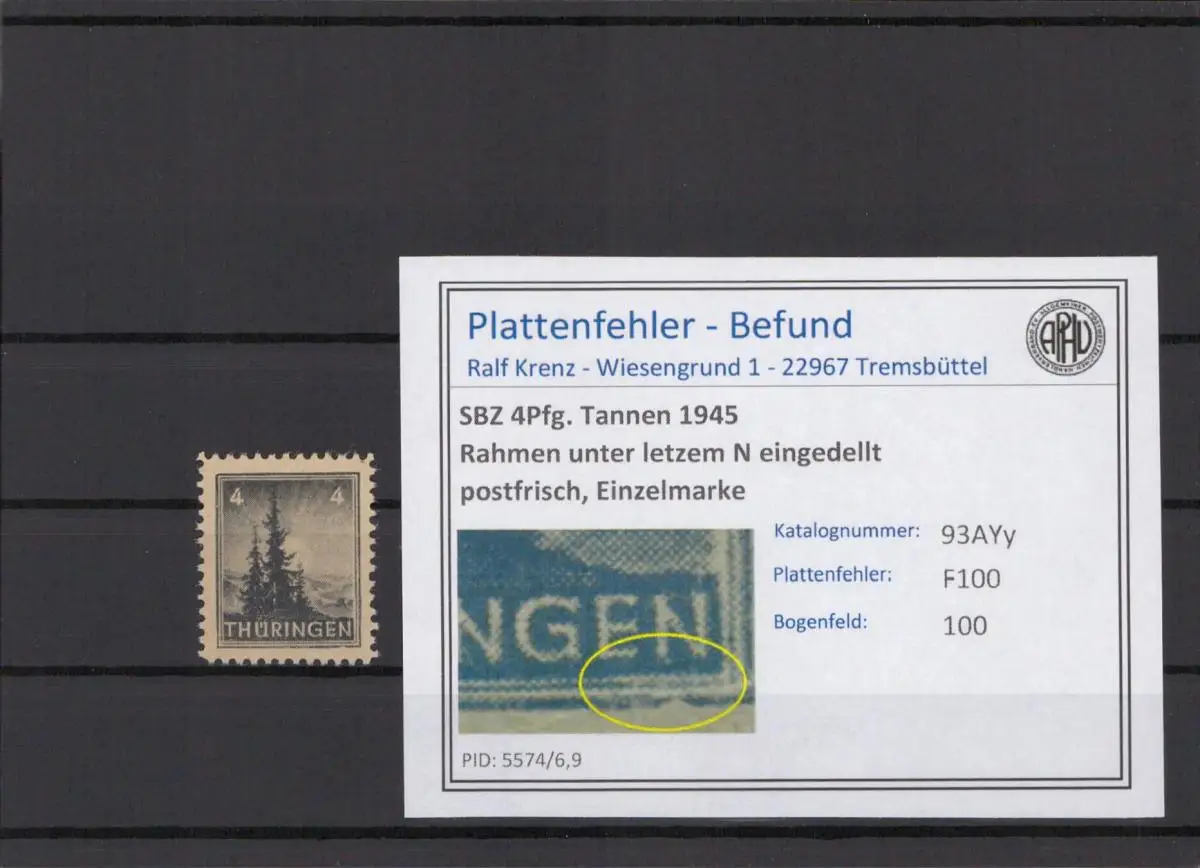 4 4
THÜRINGEN
Plattenfehler - Befund
Ralf Krenz - Wiesengrund 1 - 22967 Tremsbüttel
APHV
SBZ 4Pfg. Tannen 1945
Rahmen unter letzem N eingedellt
postfrisch, Einzelmarke
NGEN
Katalognummer: 93AYy
Plattenfehler: F100
Bogenfeld: 100
PID: 5574/6,9